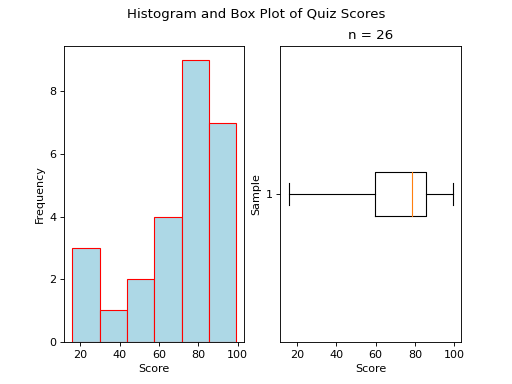 Histogram and Box Plot of Quiz Scores
n = 26
8
6
4
2
0
Frequency
20 40 60 80 100
Score
Sample
1
20 40 60 80 100
Score